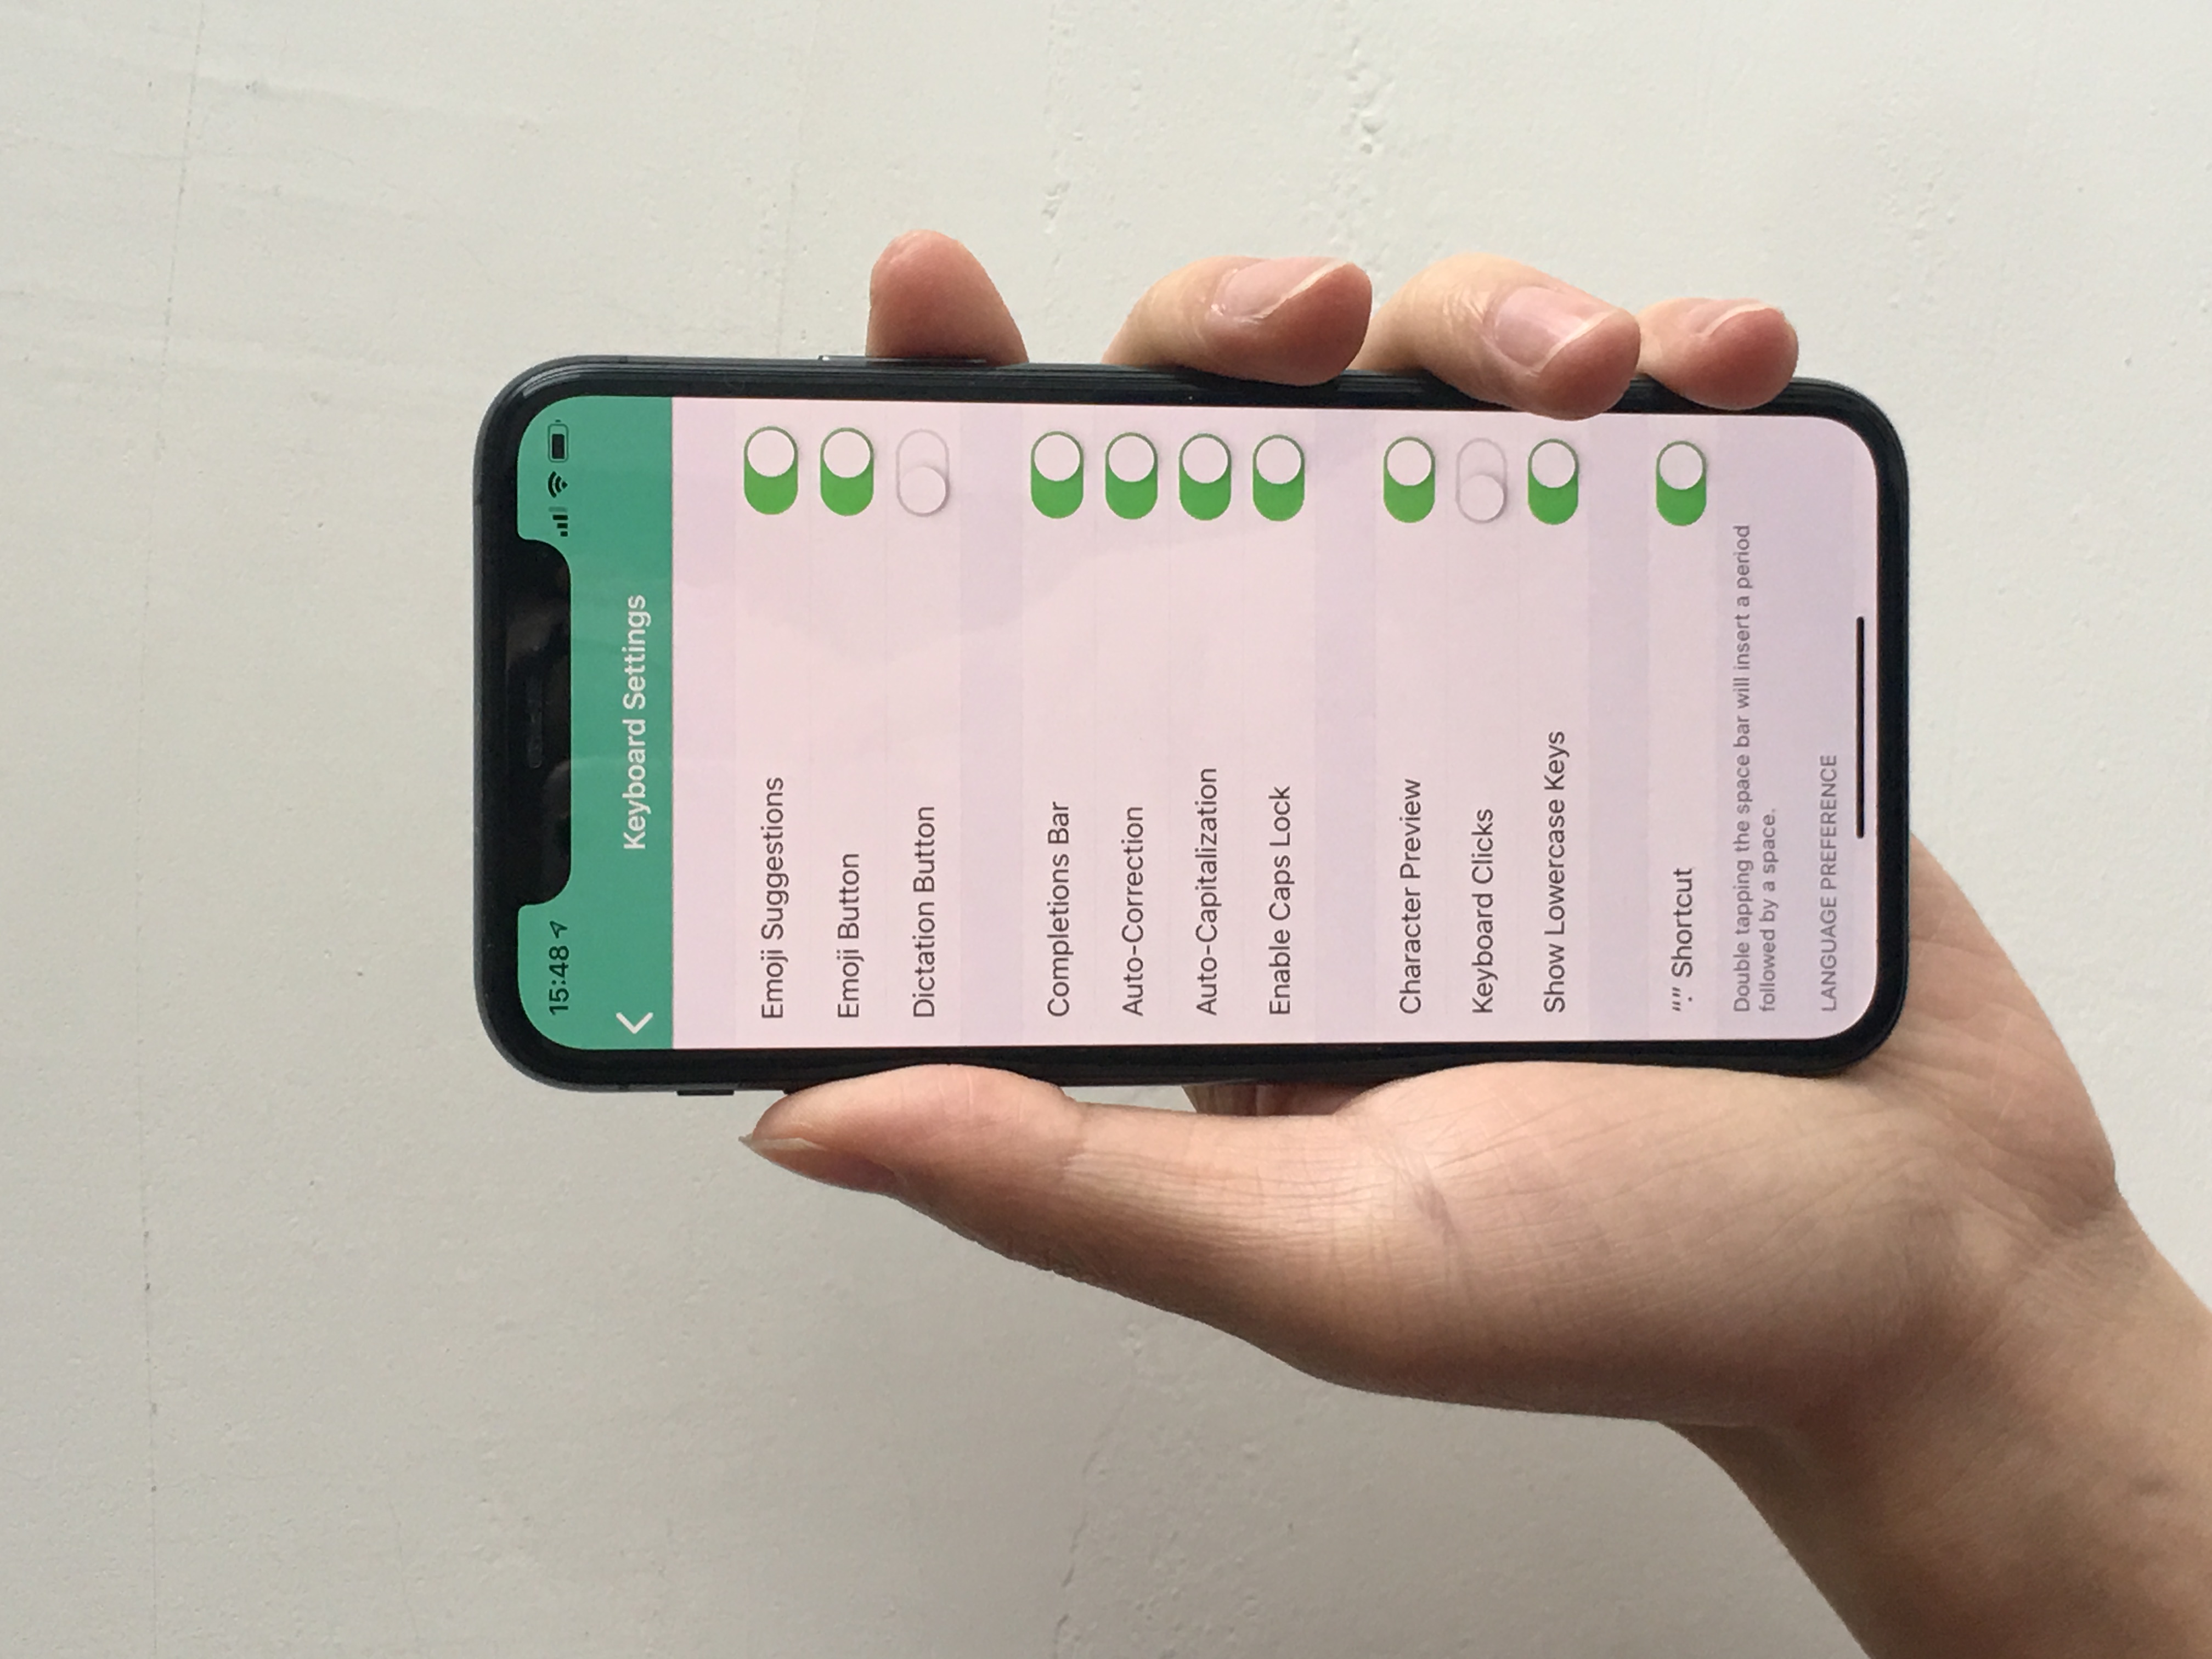 15:48
Keyboard Settings
Emoji Suggestions
Emoji Button
Dictation Button
Completions Bar
Auto-Correction
Auto-Capitalization
Enable Caps Lock
Character Preview
Keyboard Clicks
Show Lowercase Keys
“.” Shortcut
Double tapping the space bar will insert a period
followed by a space.
LANGUAGE PREFERENCE